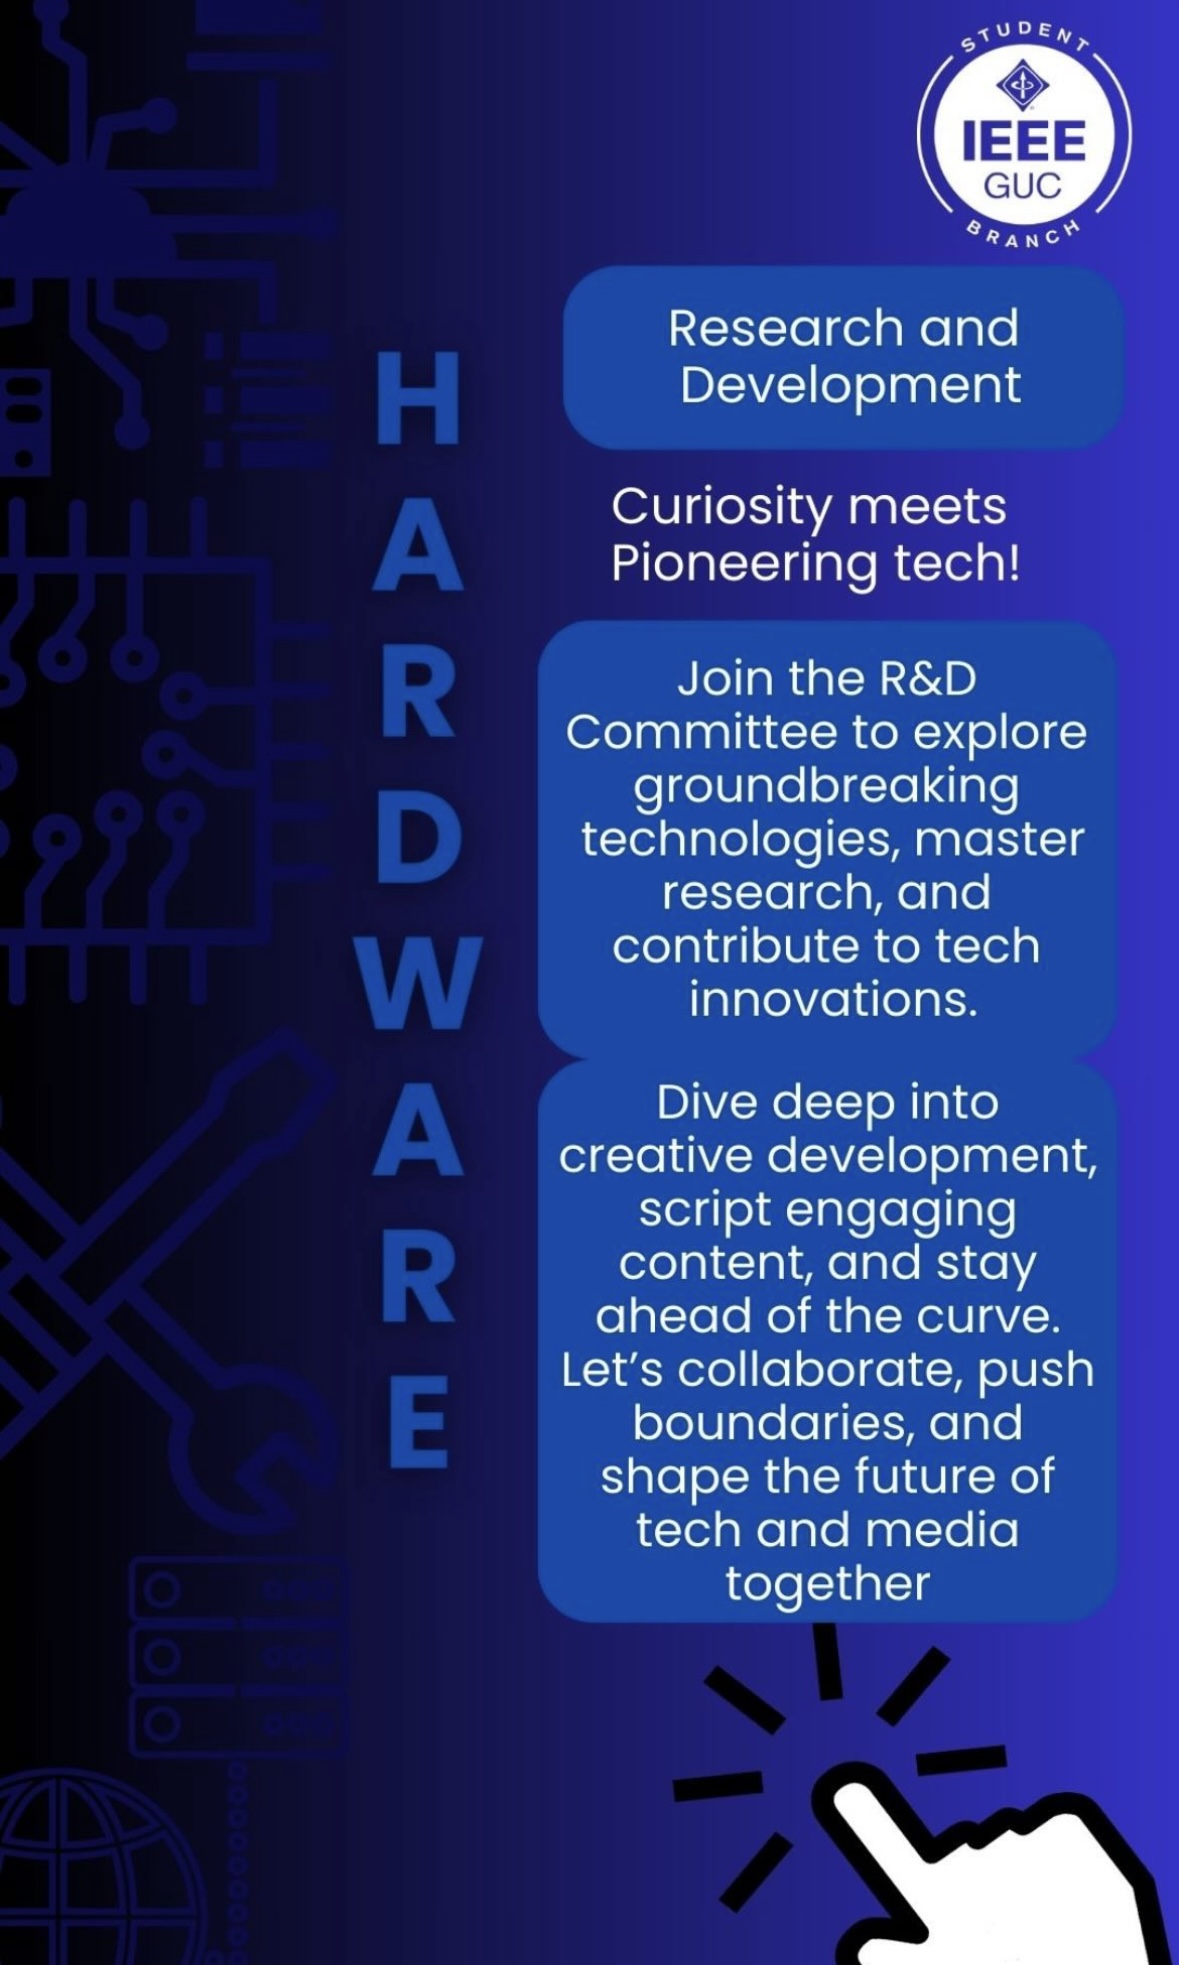 STUDENT
IEEE
GUC
BRANCH
HARDWARE
Research and
Development
Curiosity meets
Pioneering tech!
Join the R&D
Committee to explore
groundbreaking
technologies, master
research, and
contribute to tech
innovations.
Dive deep into
creative development,
script engaging
content, and stay
ahead of the curve.
Let’s collaborate, push
boundaries, and
shape the future of
tech and media
together